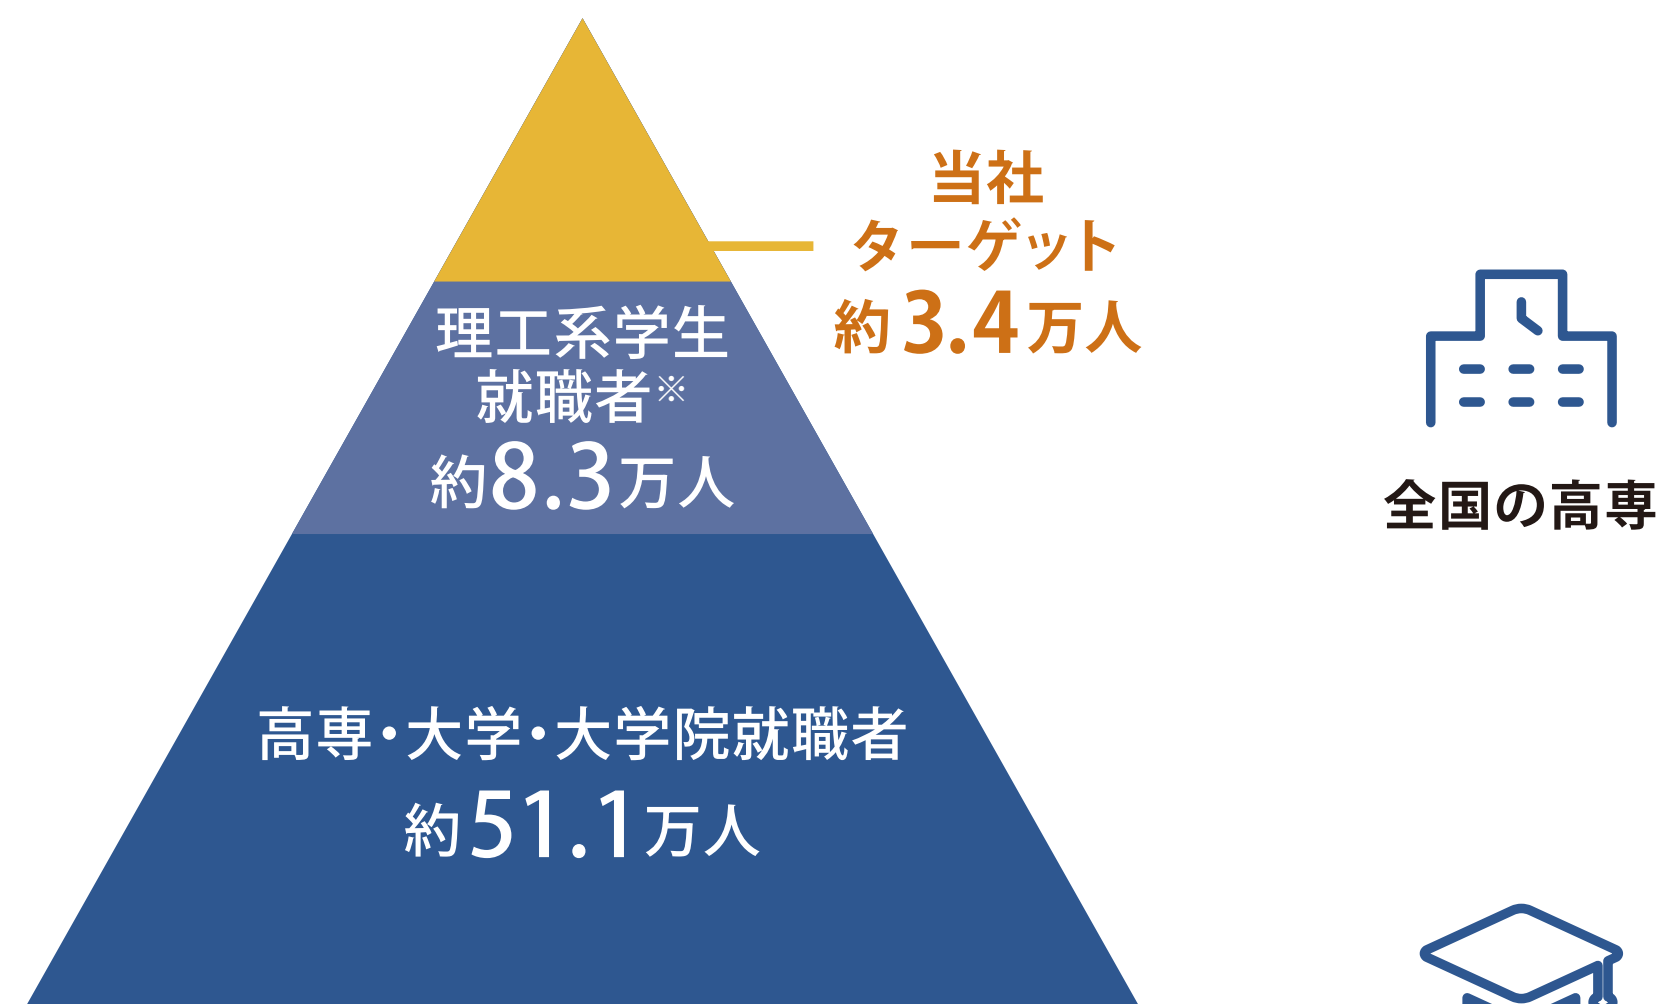 当社
ターゲット
約3.4万人
理工系学生
就職者※
約8.3万人
高専・大学・大学院就職者
約51.1万人
全国の高専